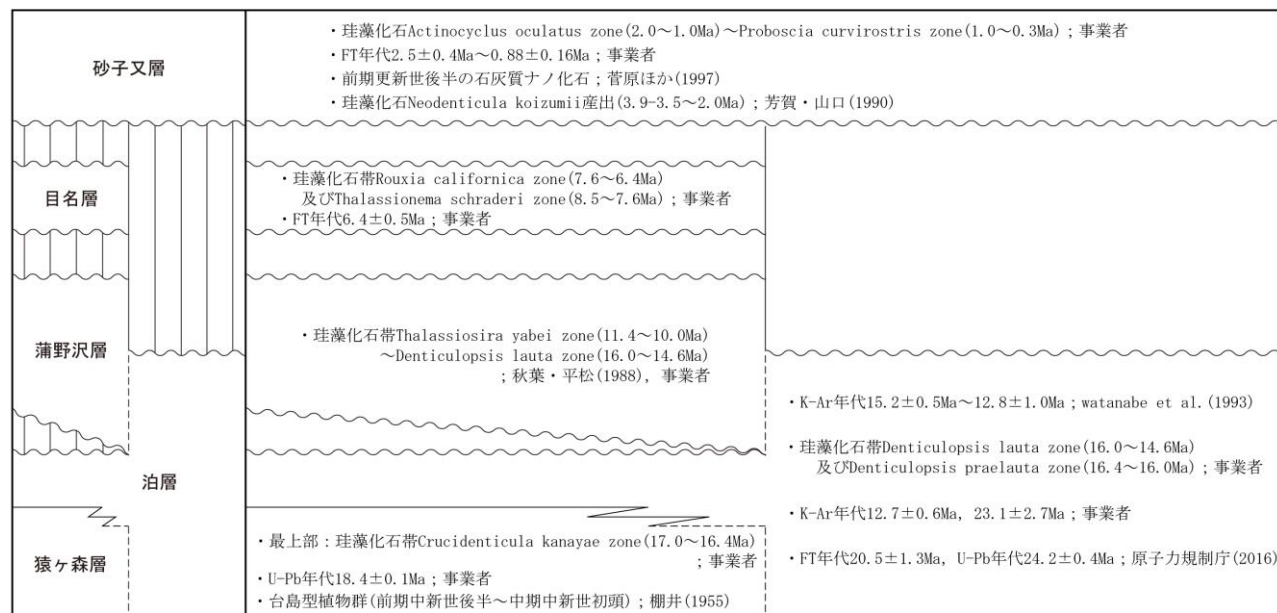 砂子又層
・珪藻化石Actinocyclus oculatus zone(2.0～1.0Ma)～Proboscia curvirostris zone(1.0～0.3Ma)；事業者
・FT年代2.5±0.4Ma～0.88±0.16Ma；事業者
・前期更新世後半の石灰質ナノ化石；菅原ほか(1997)
・珪藻化石Neodenticula koizumii産出(3.9-3.5～2.0Ma)；芳賀・山口(1990)
目名層
・珪藻化石帯Rouxia californica zone(7.6～6.4Ma)
及びThalassionema schraderi zone(8.5～7.6Ma)；事業者
・FT年代6.4±0.5Ma；事業者
蒲野沢層
・珪藻化石帯Thalassiosira yabei zone(11.4～10.0Ma)
～Denticulopsis lauta zone(16.0～14.6Ma)
；秋葉・平松(1988)，事業者
泊層
・K-Ar年代15.2±0.5Ma～12.8±1.0Ma；watanabe et al.(1993)
・珪藻化石帯Denticulopsis lauta zone(16.0～14.6Ma)
及びDenticulopsis praelauta zone(16.4～16.0Ma)；事業者
・K-Ar年代12.7±0.6Ma，23.1±2.7Ma；事業者
・FT年代20.5±1.3Ma，U-Pb年代24.2±0.4Ma；原子力規制庁(2016)
猿ヶ森層
・最上部：珪藻化石帯Crucidenticula kanayae zone(17.0～16.4Ma)
；事業者
・U-Pb年代18.4±0.1Ma；事業者
・台島型植物群(前期中新世後半～中期中新世初頭)；棚井(1955)